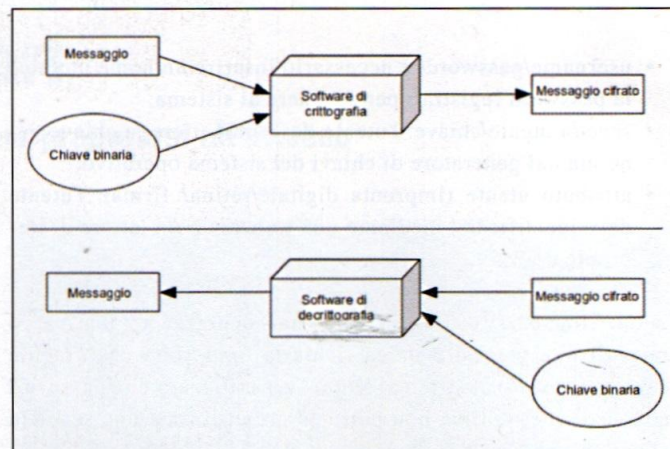 Messaggio
Software di
crittografia
Messaggio cifrato
Chiave binaria
Messaggio
Software di
decrittografia
Messaggio cifrato
Chiave binaria